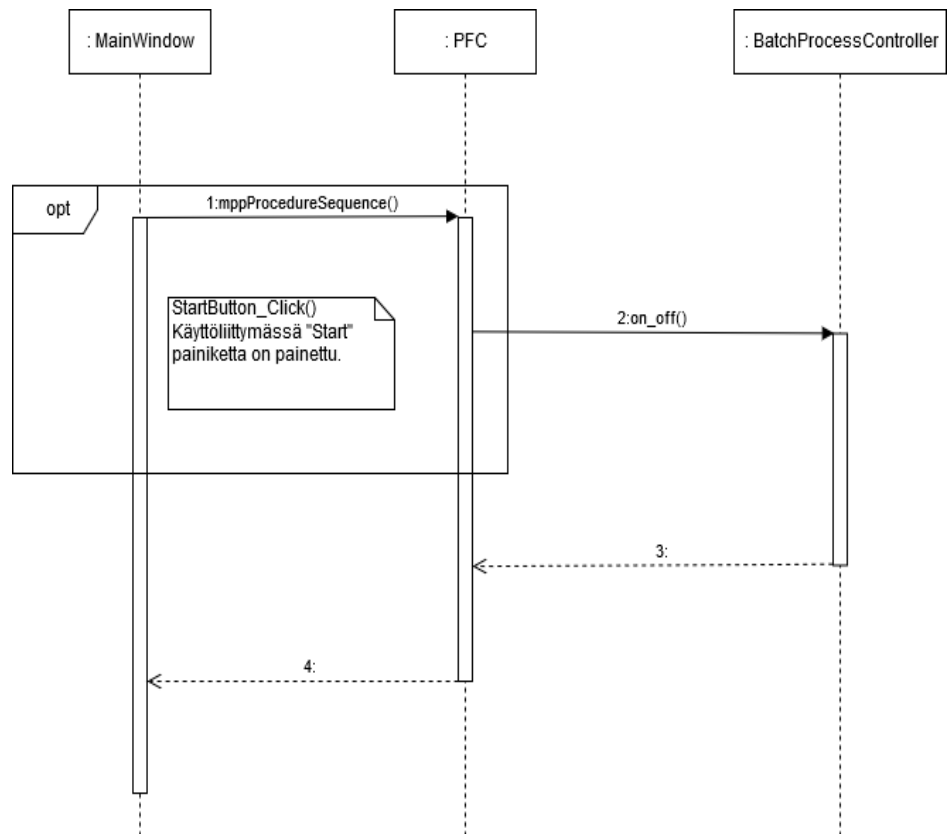 : MainWindow
: PFC
: BatchProcessController
opt
1:mppProcedureSequence()
StartButton_Click()
Käyttöliittymässä "Start"
painiketta on painettu.
2:on_off()
3:
4: